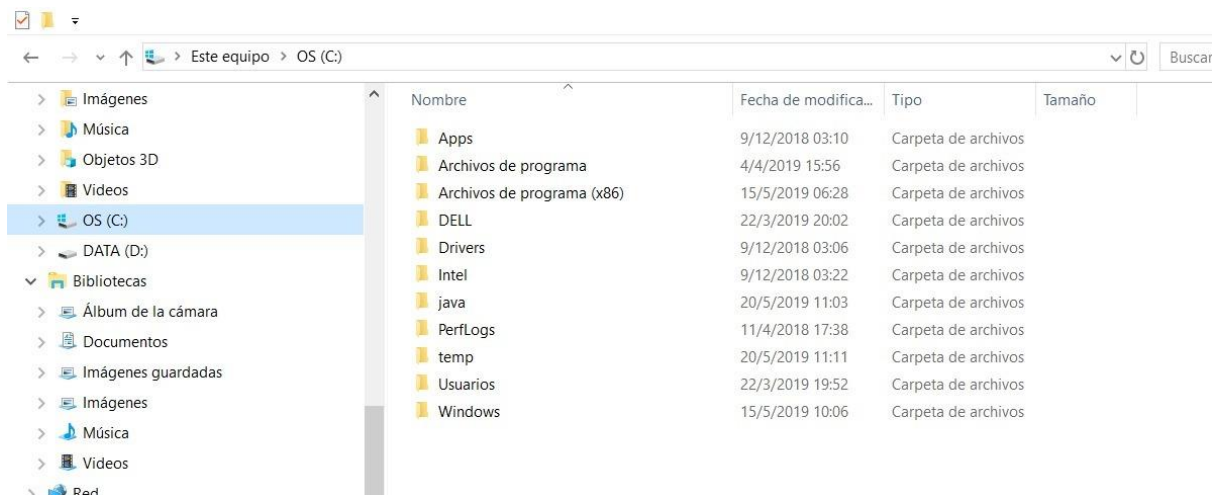 Este equipo > OS (C:)
Buscar
Imágenes
Música
Objetos 3D
Videos
OS (C:)
DATA (D:)
Bibliotecas
Álbum de la cámara
Documentos
Imágenes guardadas
Imágenes
Música
Videos
Red
Nombre Fecha de modifica... Tipo Tamaño
Apps 9/12/2018 03:10 Carpeta de archivos
Archivos de programa 4/4/2019 15:56 Carpeta de archivos
Archivos de programa (x86) 15/5/2019 06:28 Carpeta de archivos
DELL 22/3/2019 20:02 Carpeta de archivos
Drivers 9/12/2018 03:06 Carpeta de archivos
Intel 9/12/2018 03:22 Carpeta de archivos
java 20/5/2019 11:03 Carpeta de archivos
PerfLogs 11/4/2018 17:38 Carpeta de archivos
temp 20/5/2019 11:11 Carpeta de archivos
Usuarios 22/3/2019 19:52 Carpeta de archivos
Windows 15/5/2019 10:06 Carpeta de archivos